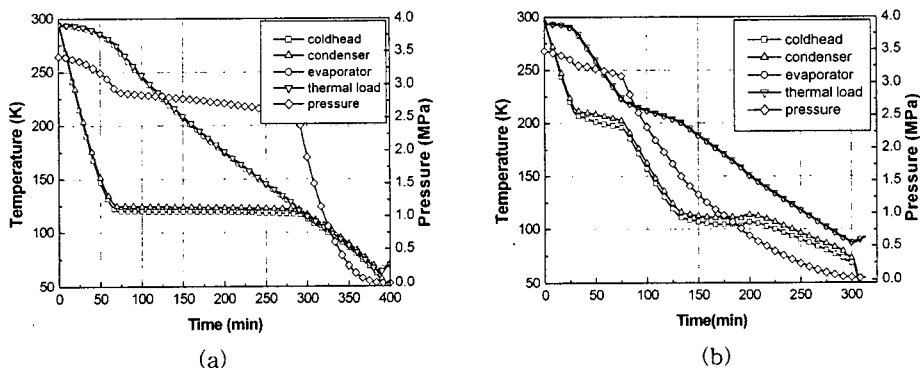 300
250
200
150
100
50
Temperature (K)
0 50 100 150 200 250 300 350 400
Time (min)
4.0
3.5
3.0
2.5
2.0
1.5
1.0
0.5
0.0
Pressure (MPa)
coldhead
condenser
evaporator
thermal load
pressure
(a)
300
250
200
150
100
50
Temperature (K)
0 50 100 150 200 250 300
Time(min)
4.0
3.5
3.0
2.5
2.0
1.5
1.0
0.5
0.0
Pressure (MPa)
coldhead
condenser
evaporator
thermal load
pressure
(b)